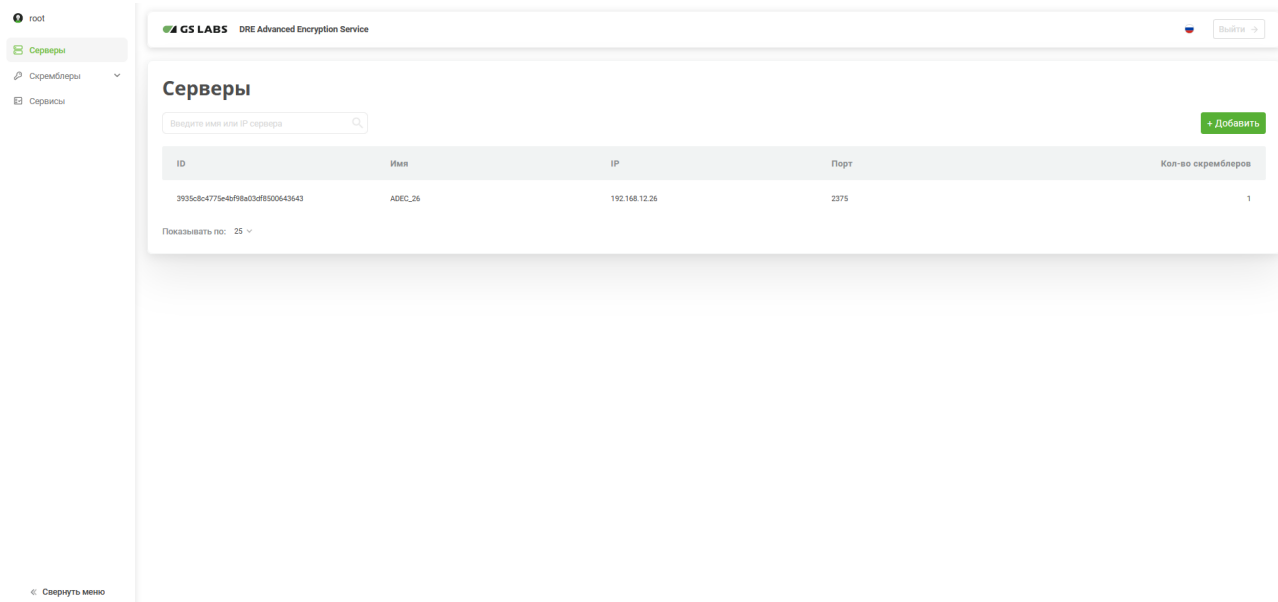 root
Серверы
Скремблеры
Сервисы
Свернуть меню
GS LABS DRE Advanced Encryption Service
Выйти
Серверы
Введите имя или IP сервера
+ Добавить
ID Имя IP Порт Кол-во скремблеров
3935c8c4775e4bf98a03df8500643643 ADEC_26 192.168.12.26 2375 1
Показывать по: 25